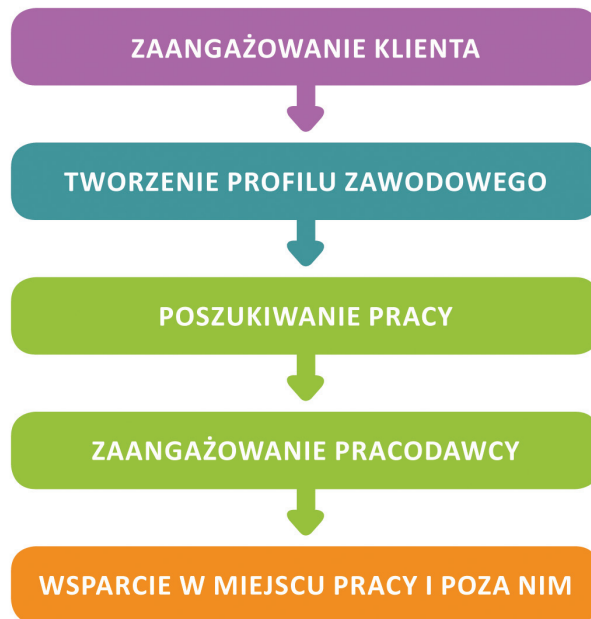 ZAANGAŻOWANIE KLIENTA
TWORZENIE PROFILU ZAWODOWEGO
POSZUKIWANIE PRACY
ZAANGAŻOWANIE PRACODAWCY
WSPARCIE W MIEJSCU PRACY I POZA NIM